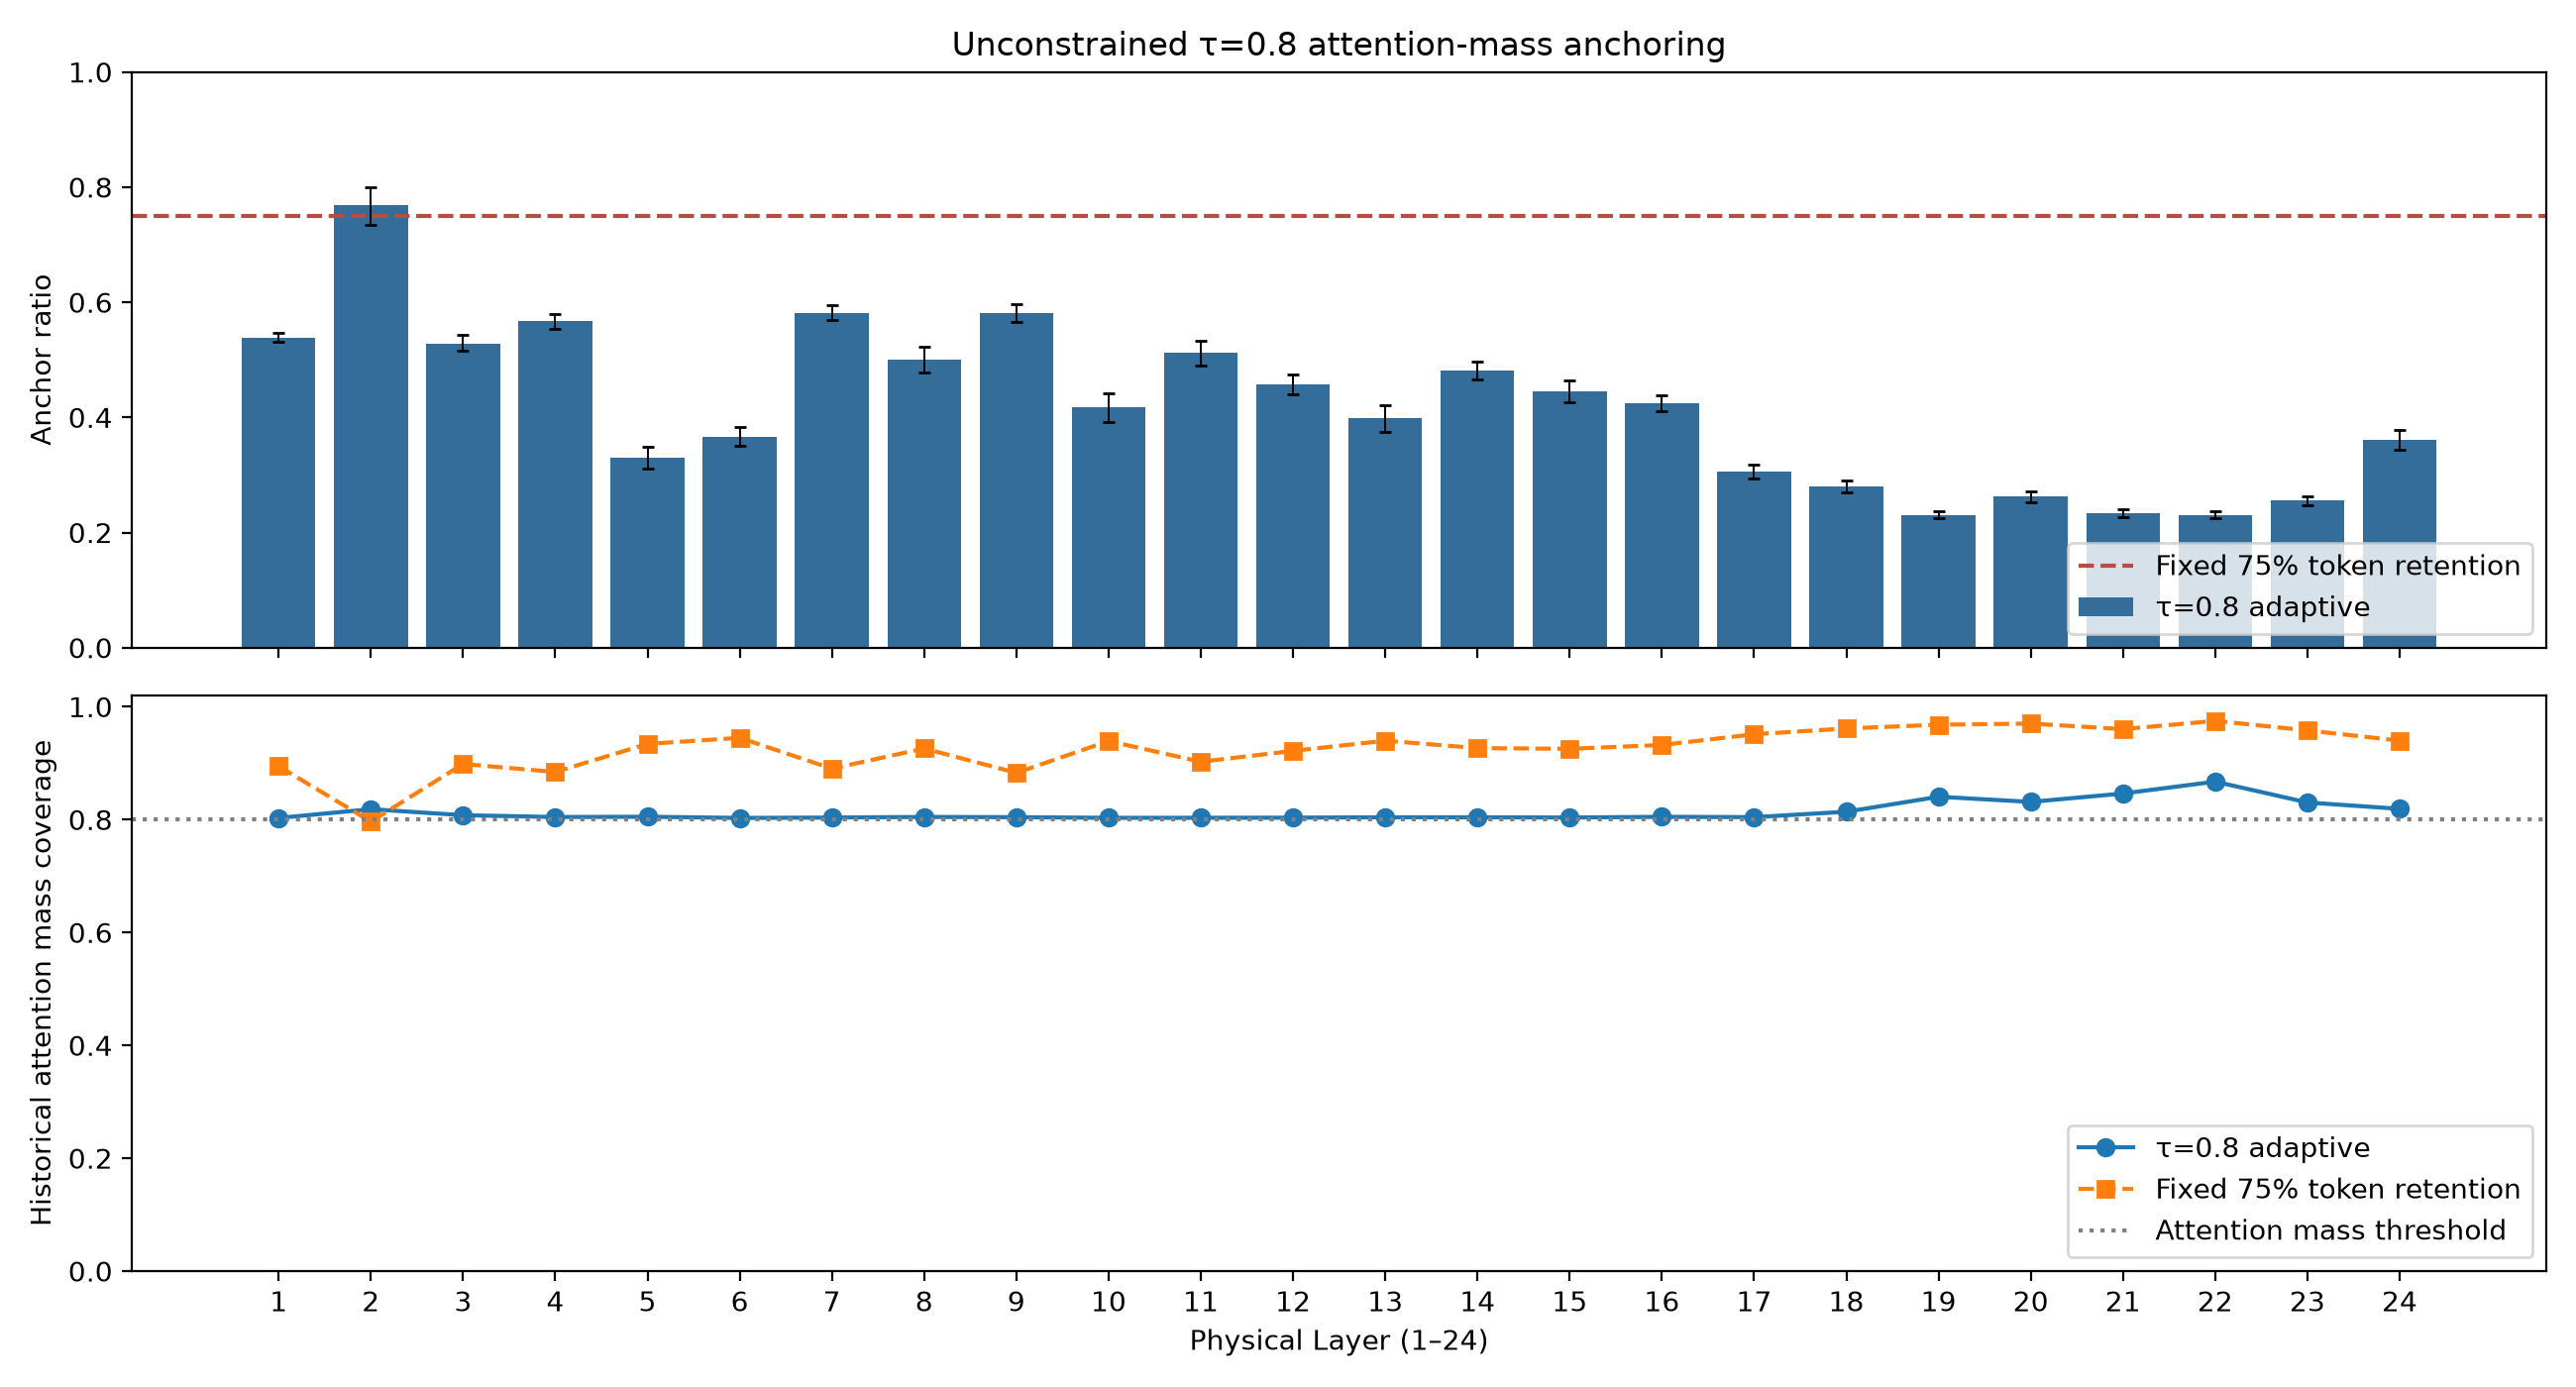 Unconstrained τ=0.8 attention-mass anchoring
Anchor ratio
1.0
0.8
0.6
0.4
0.2
0.0
Fixed 75% token retention
τ=0.8 adaptive
Historical attention mass coverage
1.0
0.8
0.6
0.4
0.2
0.0
τ=0.8 adaptive
Fixed 75% token retention
Attention mass threshold
1 2 3 4 5 6 7 8 9 10 11 12 13 14 15 16 17 18 19 20 21 22 23 24
Physical Layer (1–24)